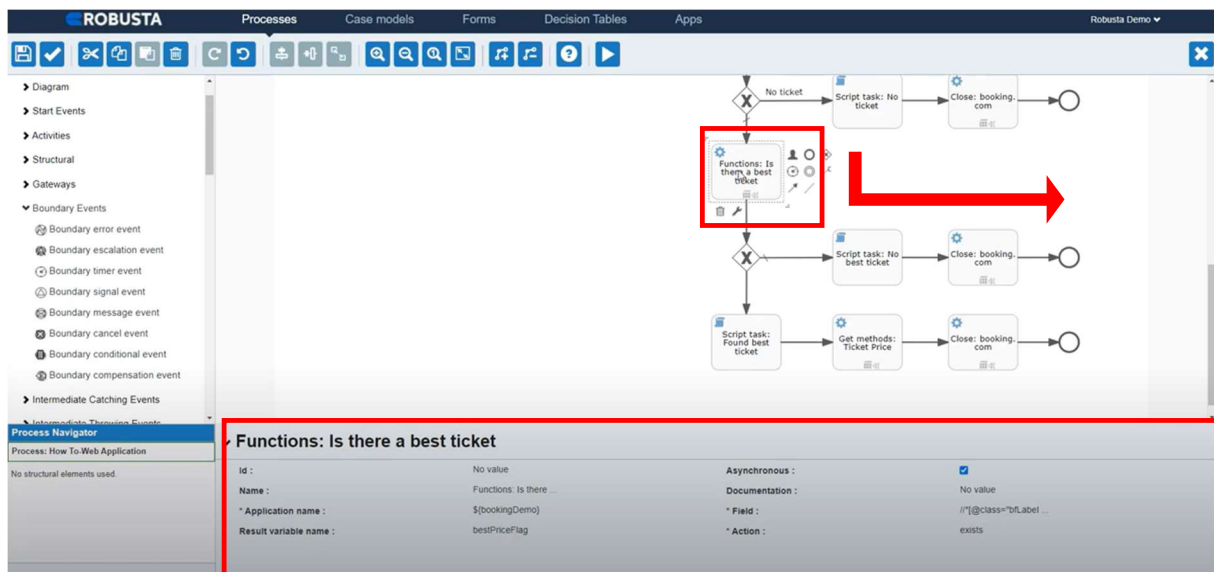 ROBUSTA
Processes
Case models
Forms
Decision Tables
Apps
Robusta Demo
Diagram
Start Events
Activities
Structural
Gateways
Boundary Events
Boundary error event
Boundary escalation event
Boundary timer event
Boundary signal event
Boundary message event
Boundary cancel event
Boundary conditional event
Boundary compensation event
Intermediate Catching Events
Intermediate Throwing Events
No ticket
Script task: No
ticket
Close: booking.
com
Functions: Is
there a best
ticket
Script task: No
best ticket
Close: booking.
com
Script task:
Found best
ticket
Get methods:
Ticket Price
Close: booking.
com
Process Navigator
Process: How To-Web Application
No structural elements used.
Functions: Is there a best ticket
Id :
No value
Asynchronous :
Name :
Functions: Is there ...
Documentation :
No value
* Application name :
${bookingDemo}
* Field :
//*[@class="bfLabel ...
Result variable name :
bestPriceFlag
* Action :
exists